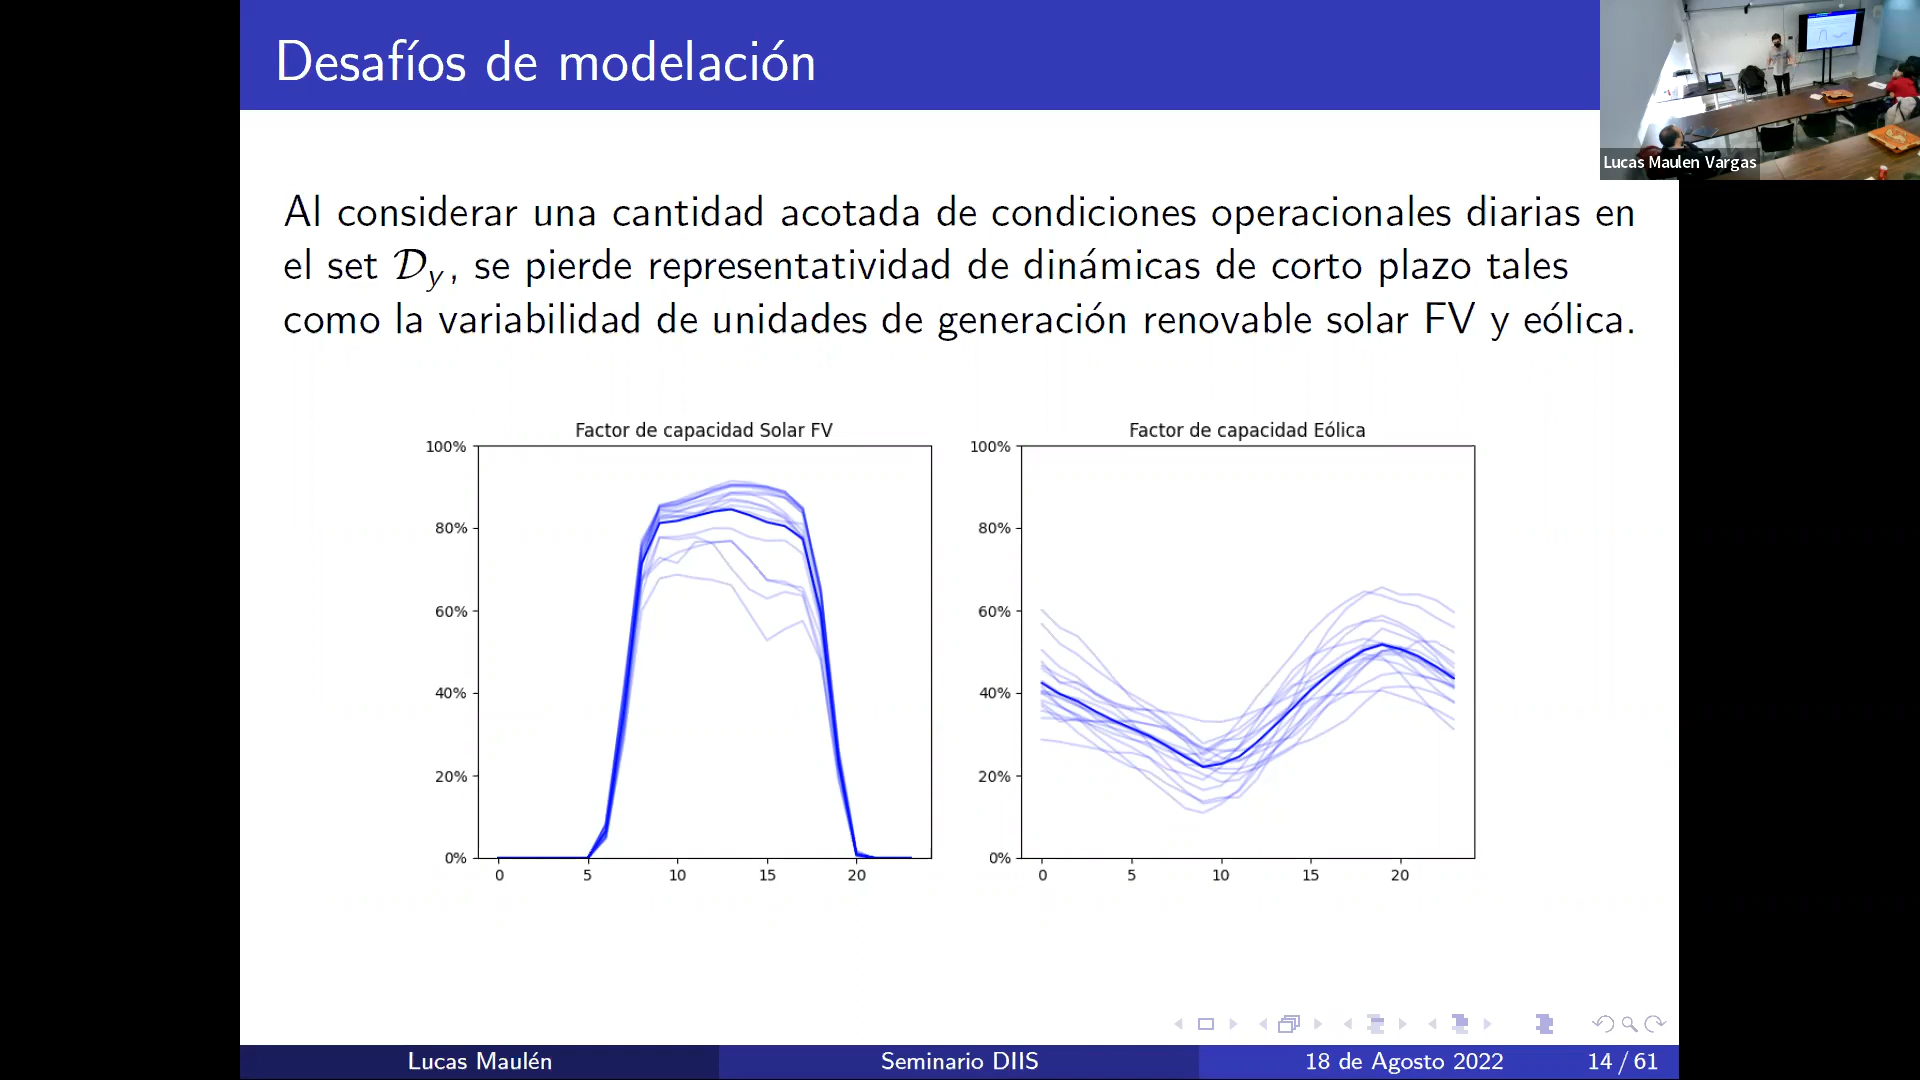 Desafíos de modelación
Lucas Maulen Vargas
Al considerar una cantidad acotada de condiciones operacionales diarias en
el set 𝒟y, se pierde representatividad de dinámicas de corto plazo tales
como la variabilidad de unidades de generación renovable solar FV y eólica.
Factor de capacidad Solar FV
100%
80%
60%
40%
20%
0%
0 5 10 15 20
Factor de capacidad Eólica
100%
80%
60%
40%
20%
0%
0 5 10 15 20
Lucas Maulén Seminario DIIS 18 de Agosto 2022 14 / 61